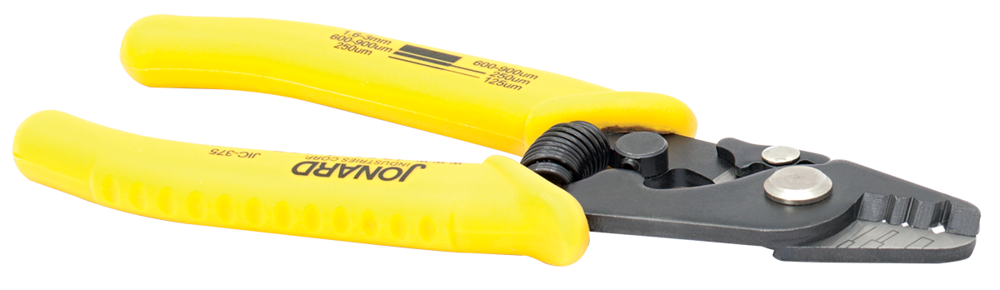 1.6-3mm
600-900um
250um
600-900um
250um
125um
JONARD
INDUSTRIES CORP.
JIC-375